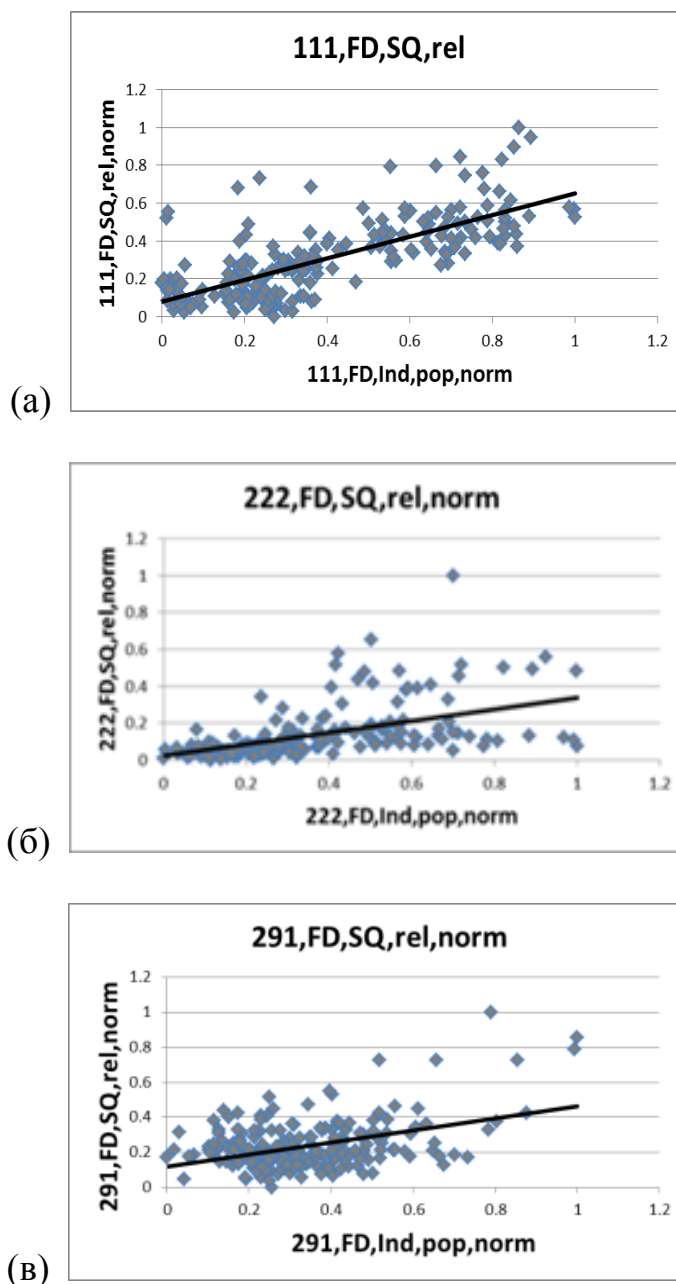 111,FD,SQ,rel
1.2
1
0.8
0.6
0.4
0.2
0
0 0.2 0.4 0.6 0.8 1 1.2
111,FD,SQ,rel,norm
111,FD,Ind,pop,norm
(а)
222,FD,SQ,rel,norm
1.2
1
0.8
0.6
0.4
0.2
0
0 0.2 0.4 0.6 0.8 1 1.2
222,FD,SQ,rel,norm
222,FD,Ind,pop,norm
(б)
291,FD,SQ,rel,norm
1.2
1
0.8
0.6
0.4
0.2
0
0 0.2 0.4 0.6 0.8 1 1.2
291,FD,SQ,rel,norm
291,FD,Ind,pop,norm
(в)